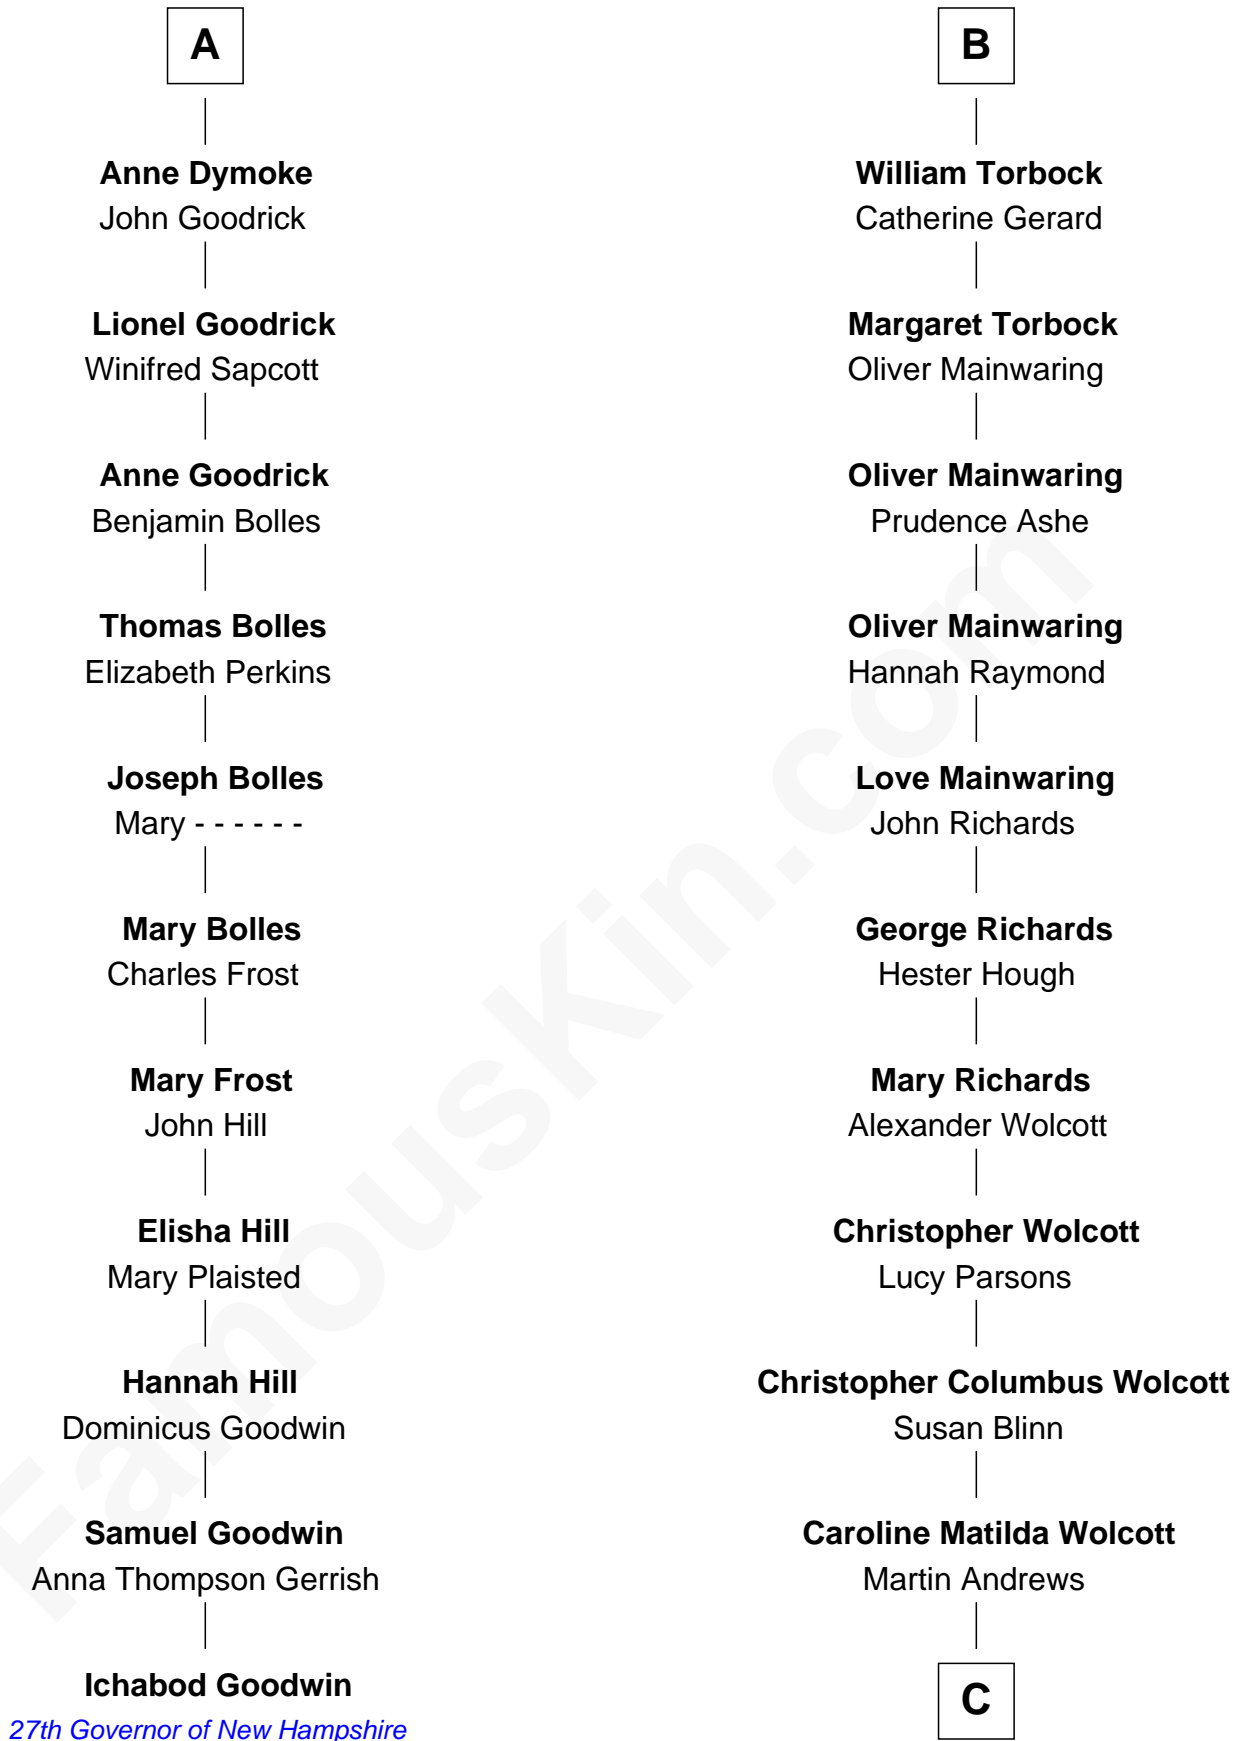 A
Anne Dymoke
John Goodrick
Lionel Goodrick
Winifred Sapcott
Anne Goodrick
Benjamin Bolles
Thomas Bolles
Elizabeth Perkins
Joseph Bolles
Mary - - - - - -
Mary Bolles
Charles Frost
Mary Frost
John Hill
Elisha Hill
Mary Plaisted
Hannah Hill
Dominicus Goodwin
Samuel Goodwin
Anna Thompson Gerrish
Ichabod Goodwin
27th Governor of New Hampshire
B
William Torbock
Catherine Gerard
Margaret Torbock
Oliver Mainwaring
Oliver Mainwaring
Prudence Ashe
Oliver Mainwaring
Hannah Raymond
Love Mainwaring
John Richards
George Richards
Hester Hough
Mary Richards
Alexander Wolcott
Christopher Wolcott
Lucy Parsons
Christopher Columbus Wolcott
Susan Blinn
Caroline Matilda Wolcott
Martin Andrews
C
FamousKin.com